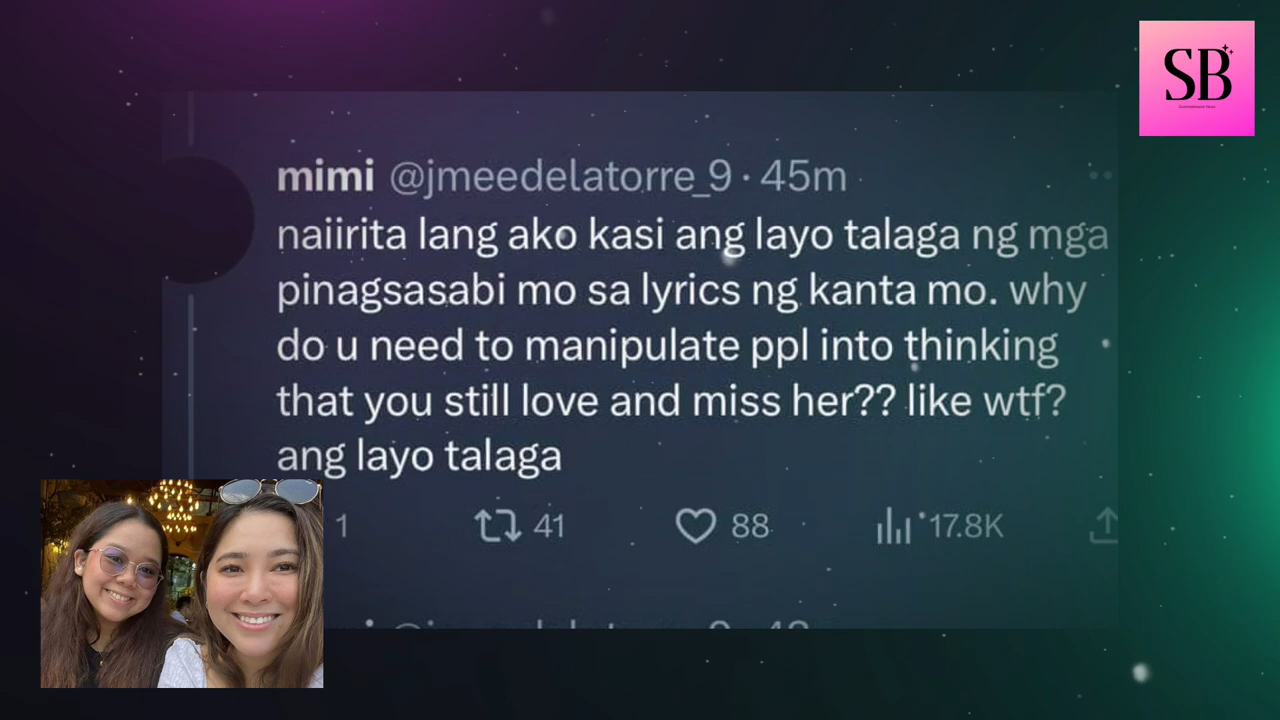 SB
mimi @jmeedelatorre_9 · 45m
naiirita lang ako kasi ang layo talaga ng mga
pinagsasabi mo sa lyrics ng kanta mo. why
do u need to manipulate ppl into thinking
that you still love and miss her?? like wtf?
ang layo talaga
1 41 88 17.8K